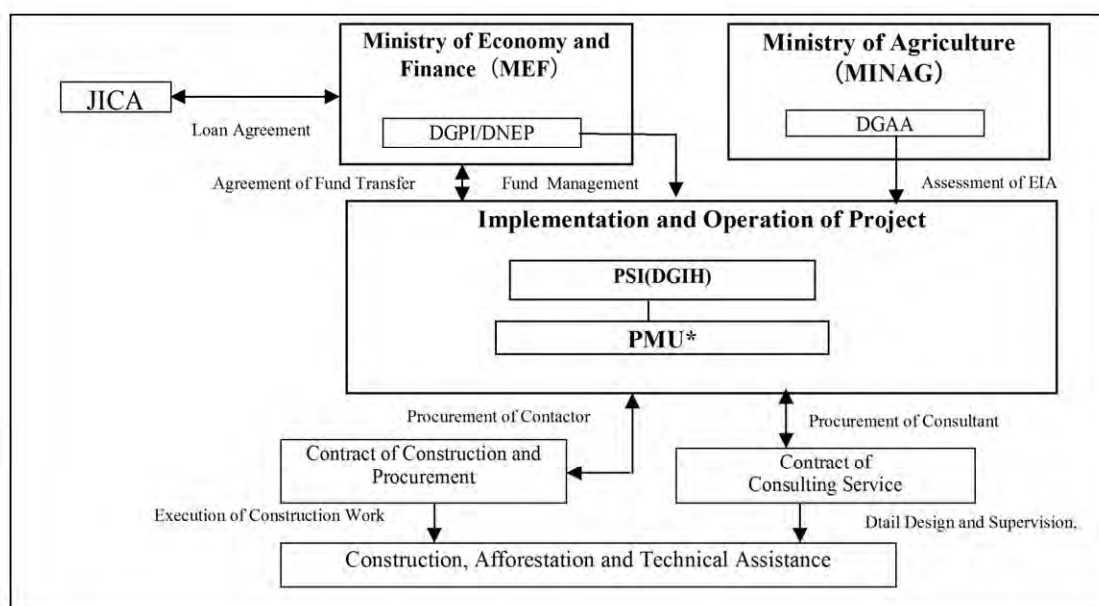 Ministry of Economy and
Finance（MEF）
Ministry of Agriculture
（MINAG）
JICA
Loan Agreement
DGPI/DNEP
DGAA
Agreement of Fund Transfer
Fund Management
Assessment of EIA
Implementation and Operation of Project
PSI(DGIH)
PMU*
Procurement of Contactor
Procurement of Consultant
Contract of Construction and
Procurement
Contract of
Consulting Service
Execution of Construction Work
Dtail Design and Supervision,
Construction, Afforestation and Technical Assistance